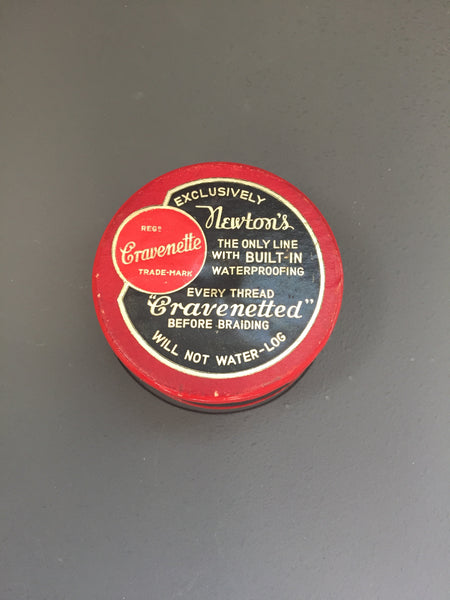 EXCLUSIVELY
Newton's
REGD
Cravenette
TRADE-MARK
THE ONLY LINE
WITH BUILT-IN
WATERPROOFING
EVERY THREAD
"Cravenetted"
BEFORE BRAIDING
WILL NOT WATER-LOG